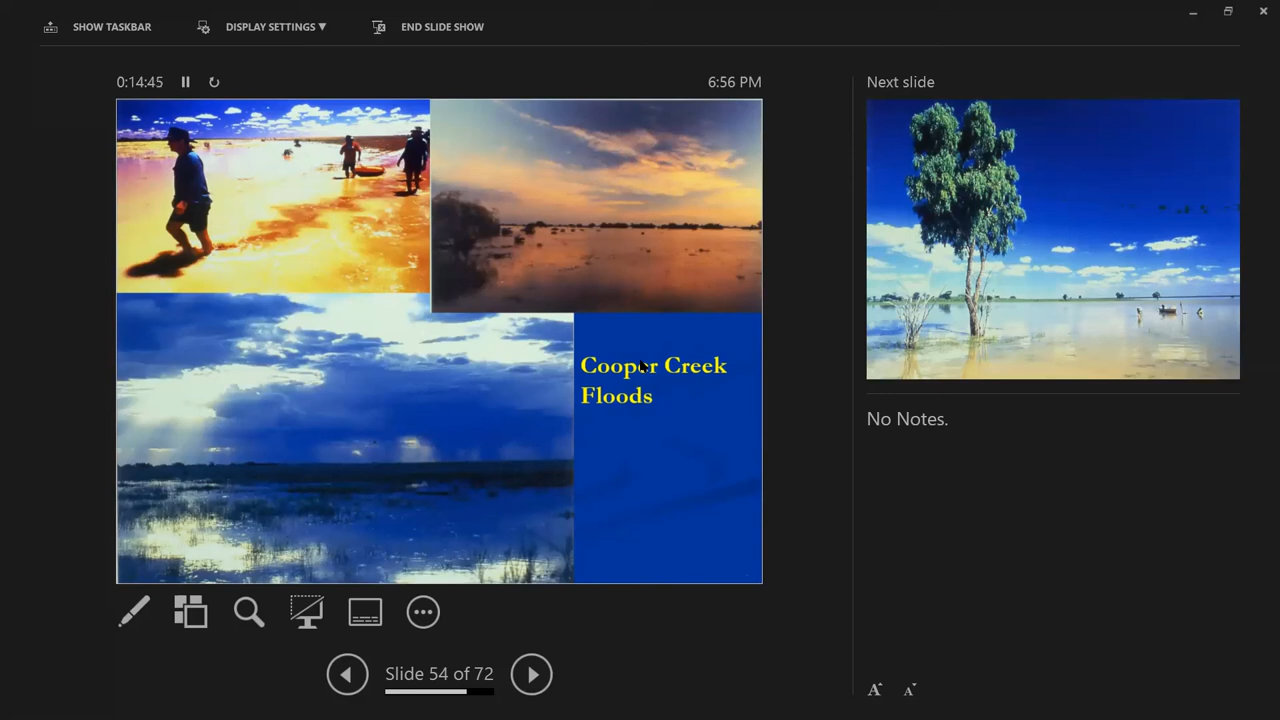 SHOW TASKBAR
DISPLAY SETTINGS ▼
END SLIDE SHOW
0:14:45
6:56 PM
Next slide
Cooper Creek
Floods
No Notes.
Slide 54 of 72
A A